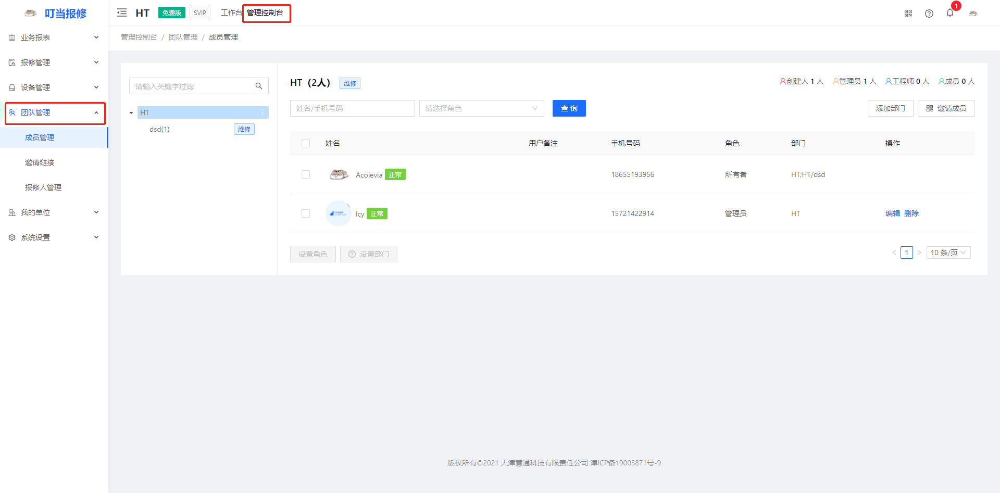 叮当报修
HT 免费版 SVIP 工作台 管理控制台
1
业务报表
报修管理
设备管理
团队管理
成员管理
邀请链接
报修人管理
我的单位
系统设置
管理控制台 / 团队管理 / 成员管理
请输入关键字过滤
HT
dsd(1) 维修
HT（2人） 维修
创建人 1 人 管理员 1 人 工程师 0 人 成员 0 人
姓名/手机号码 请选择角色 查 询 添加部门 邀请成员
姓名 用户备注 手机号码 角色 部门 操作
Acolevia 正常 18655193956 所有者 HT;HT/dsd
Icy 正常 15721422914 管理员 HT 编辑 删除
设置角色 设置部门 < 1 > 10 条/页
版权所有©2021 天津慧通科技有限责任公司 津ICP备19003871号-9